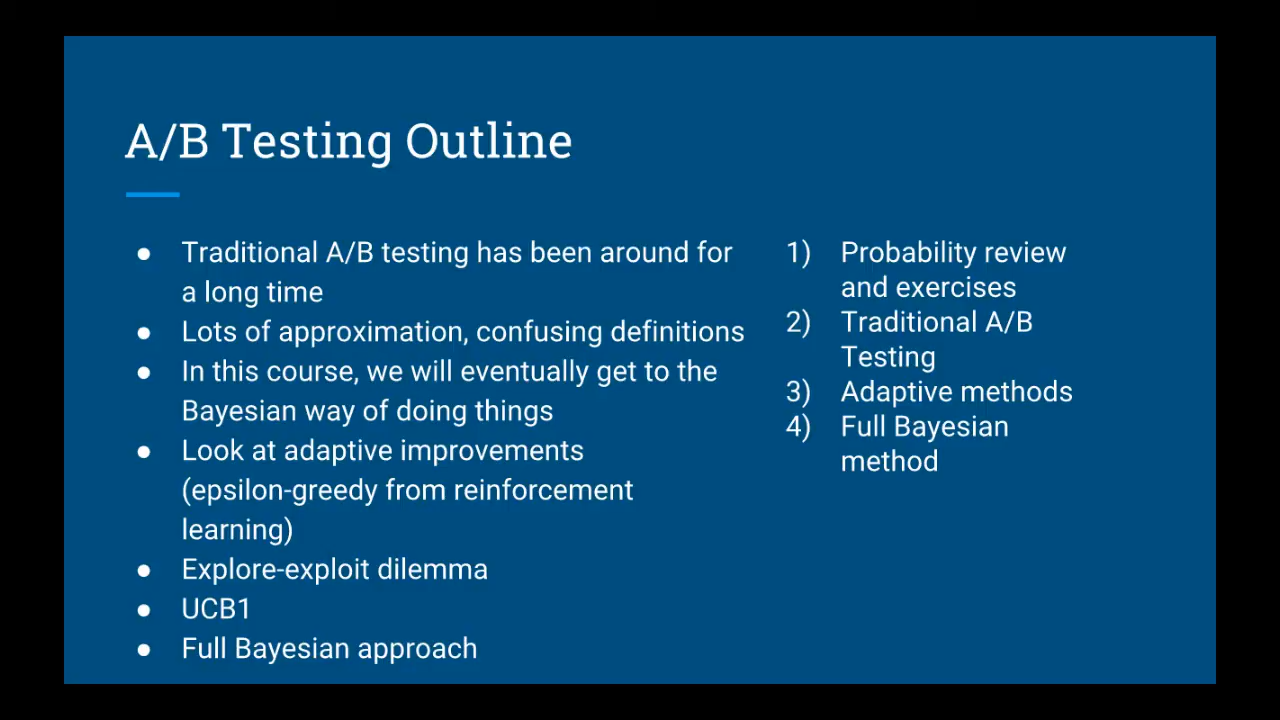 A/B Testing Outline
● Traditional A/B testing has been around for
a long time
● Lots of approximation, confusing definitions
● In this course, we will eventually get to the
Bayesian way of doing things
● Look at adaptive improvements
(epsilon-greedy from reinforcement
learning)
● Explore-exploit dilemma
● UCB1
● Full Bayesian approach
1) Probability review
and exercises
2) Traditional A/B
Testing
3) Adaptive methods
4) Full Bayesian
method